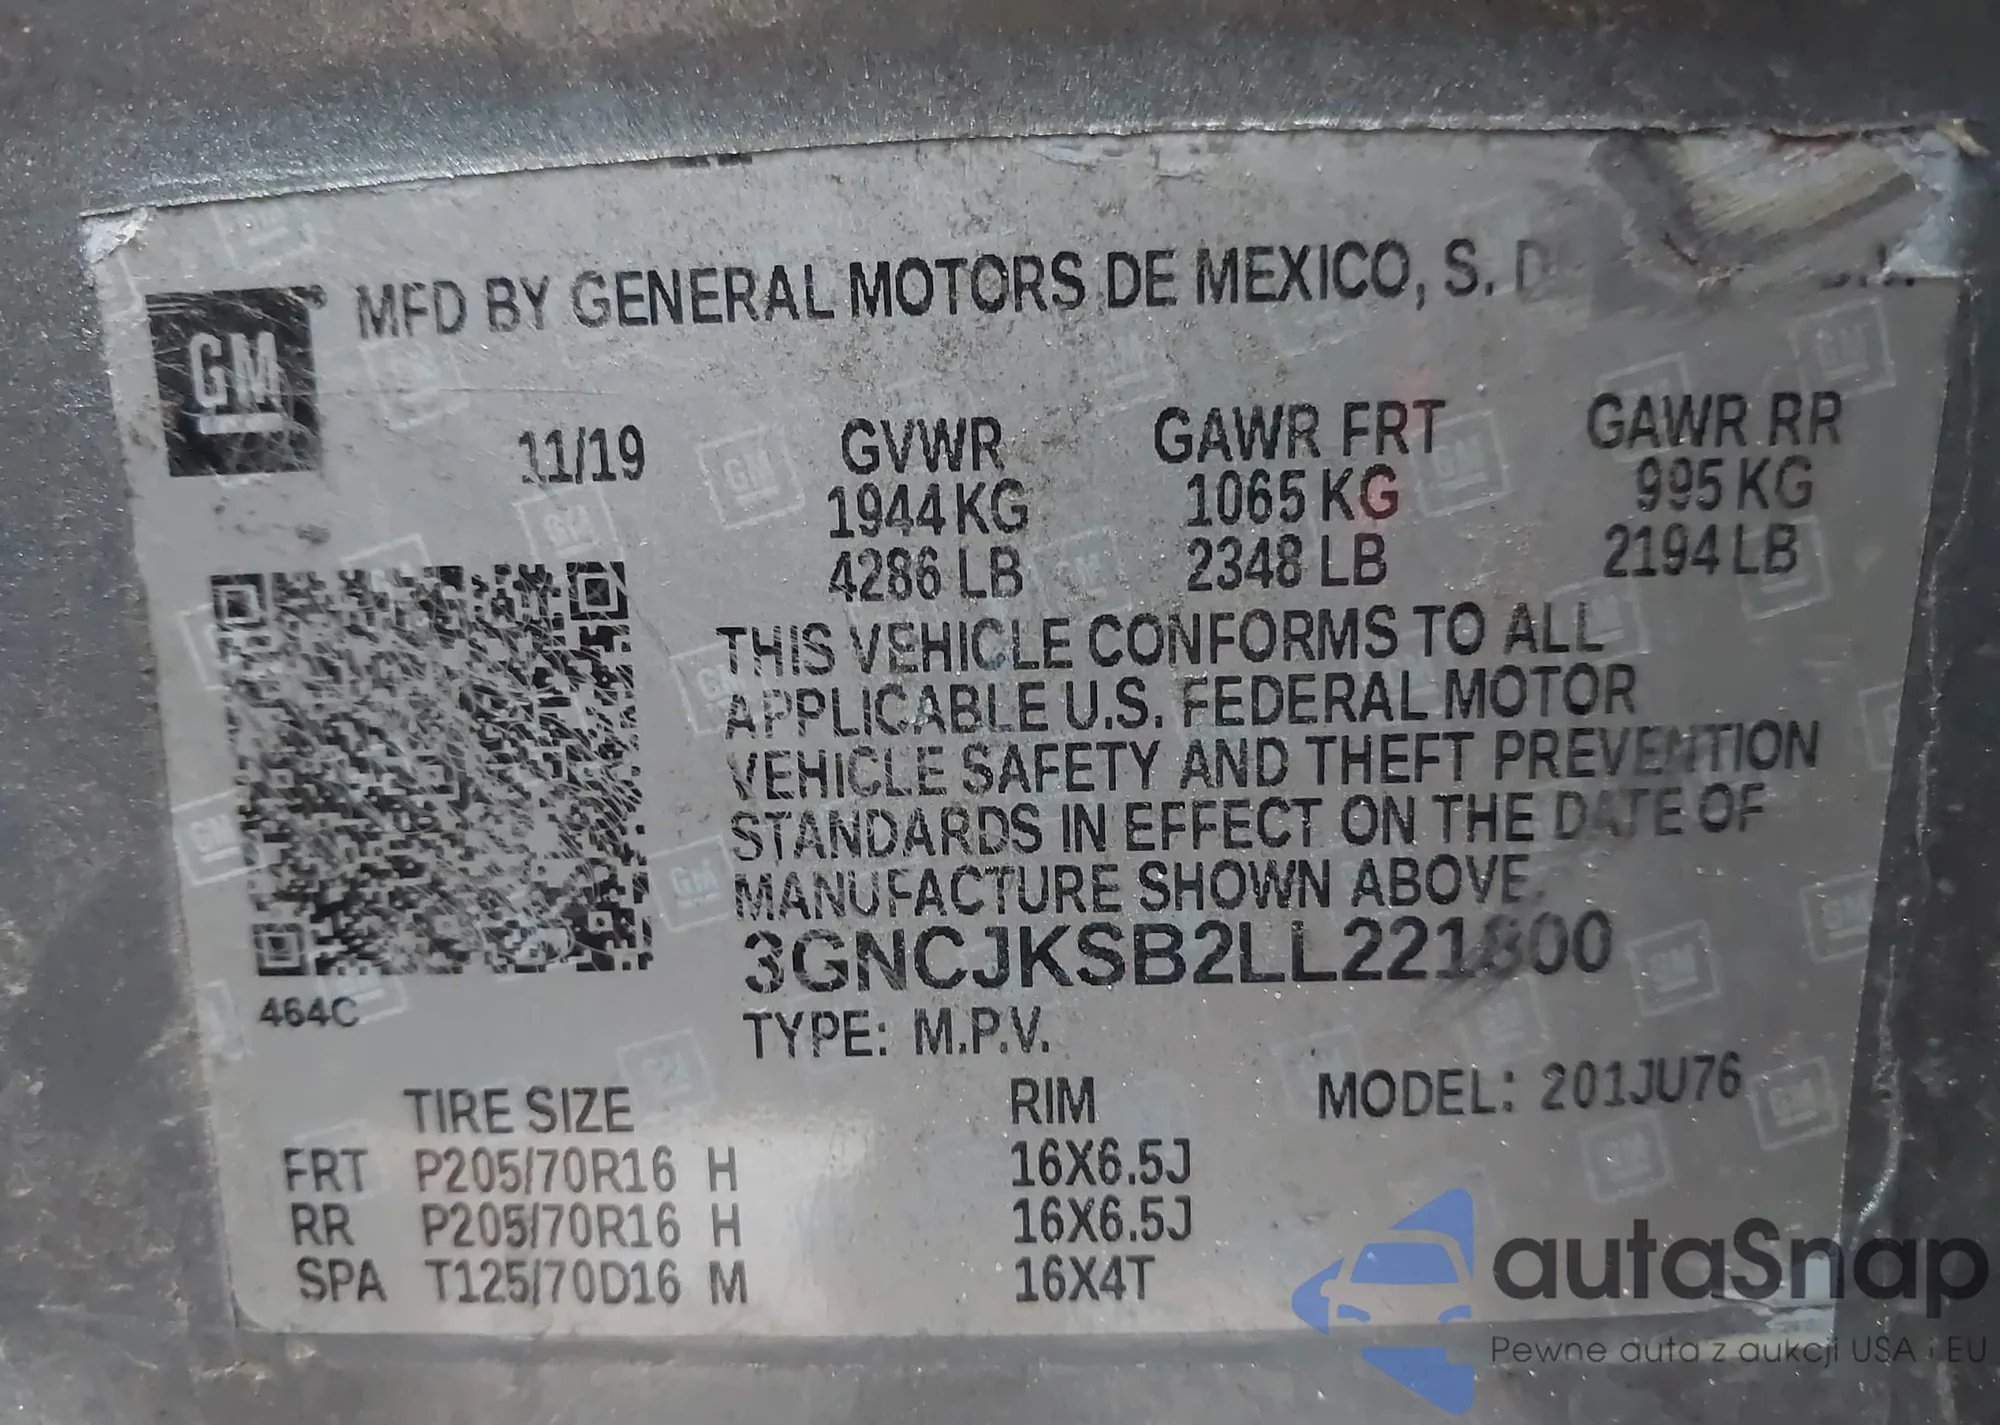 MFD BY GENERAL MOTORS DE MEXICO, S.
GM
11/19
GVWR GAWR FRT GAWR RR
1944 KG 1065 KG 995 KG
4286 LB 2348 LB 2194 LB
THIS VEHICLE CONFORMS TO ALL
APPLICABLE U.S. FEDERAL MOTOR
VEHICLE SAFETY AND THEFT PREVENTION
STANDARDS IN EFFECT ON THE DATE OF
MANUFACTURE SHOWN ABOVE.
3GNCJKSB2LL221800
464C
TYPE: M.P.V.
MODEL: 201JU76
TIRE SIZE RIM
FRT P205/70R16 H 16X6.5J
RR P205/70R16 H 16X6.5J
SPA T125/70D16 M 16X4T
autaSnap
Pewne auta z aukcji USA i EU